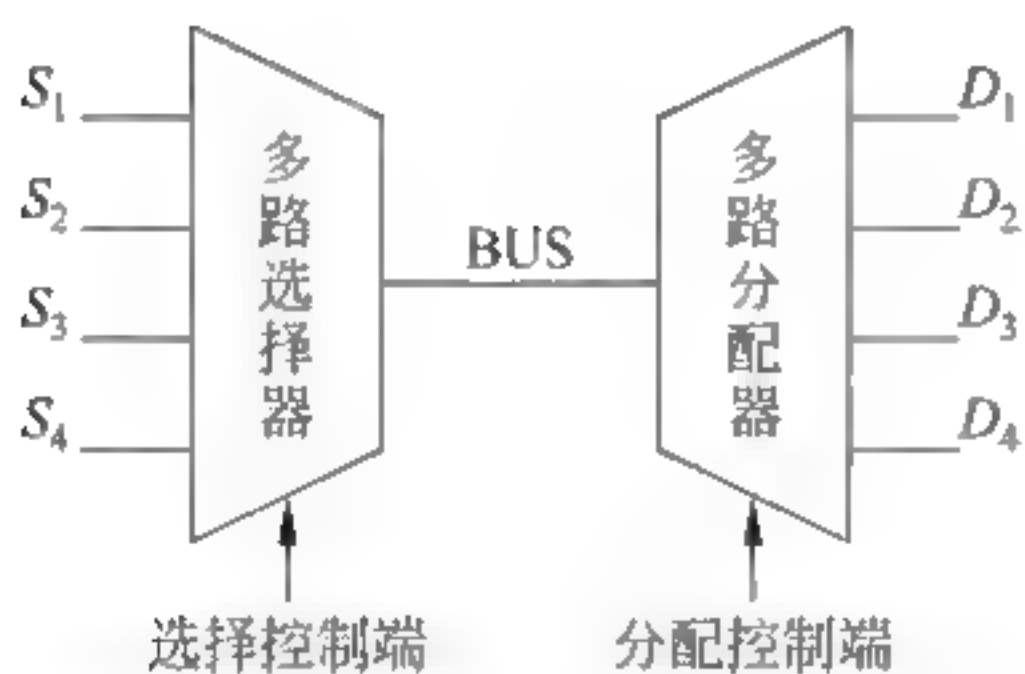 S₁
S₂
S₃
S₄
多路选择器
BUS
多路分配器
D₁
D₂
D₃
D₄
选择控制端
分配控制端